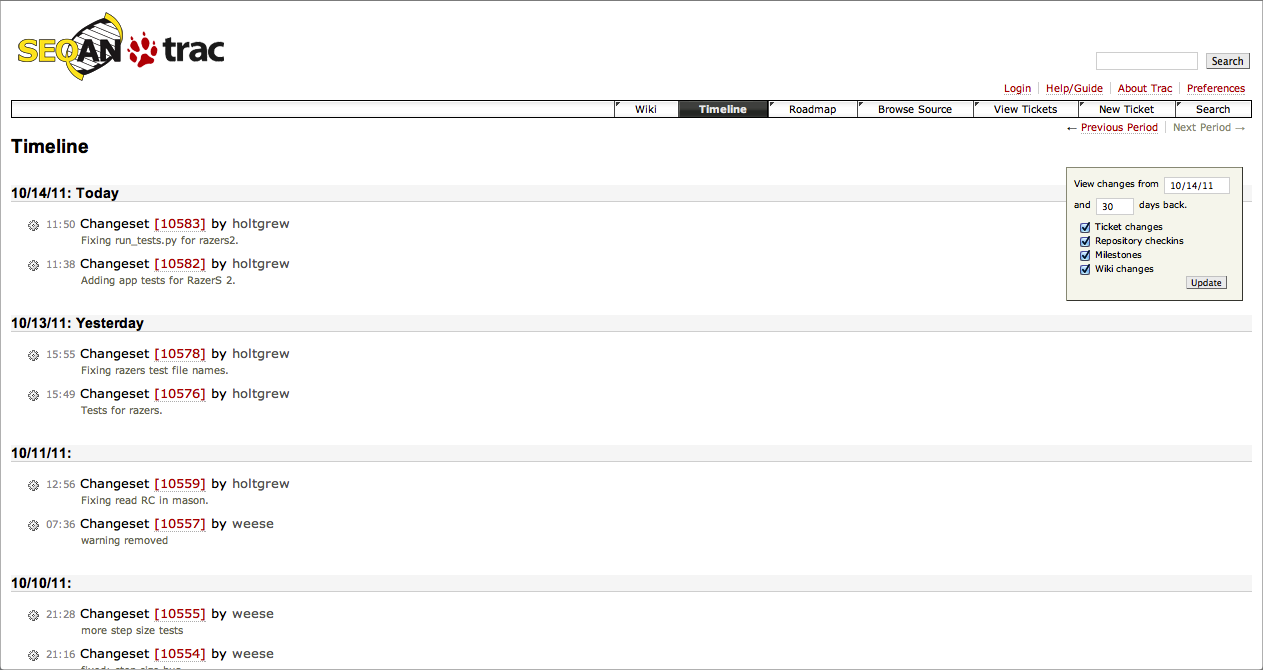 SEQAN trac
Search
Login Help/Guide About Trac Preferences
Wiki Timeline Roadmap Browse Source View Tickets New Ticket Search
← Previous Period Next Period →
Timeline
View changes from 10/14/11
and 30 days back.
Ticket changes
Repository checkins
Milestones
Wiki changes
Update
10/14/11: Today
11:50 Changeset [10583] by holtgrew
Fixing run_tests.py for razers2.
11:38 Changeset [10582] by holtgrew
Adding app tests for RazerS 2.
10/13/11: Yesterday
15:55 Changeset [10578] by holtgrew
Fixing razers test file names.
15:49 Changeset [10576] by holtgrew
Tests for razers.
10/11/11:
12:56 Changeset [10559] by holtgrew
Fixing read RC in mason.
07:36 Changeset [10557] by weese
warning removed
10/10/11:
21:28 Changeset [10555] by weese
more step size tests
21:16 Changeset [10554] by weese